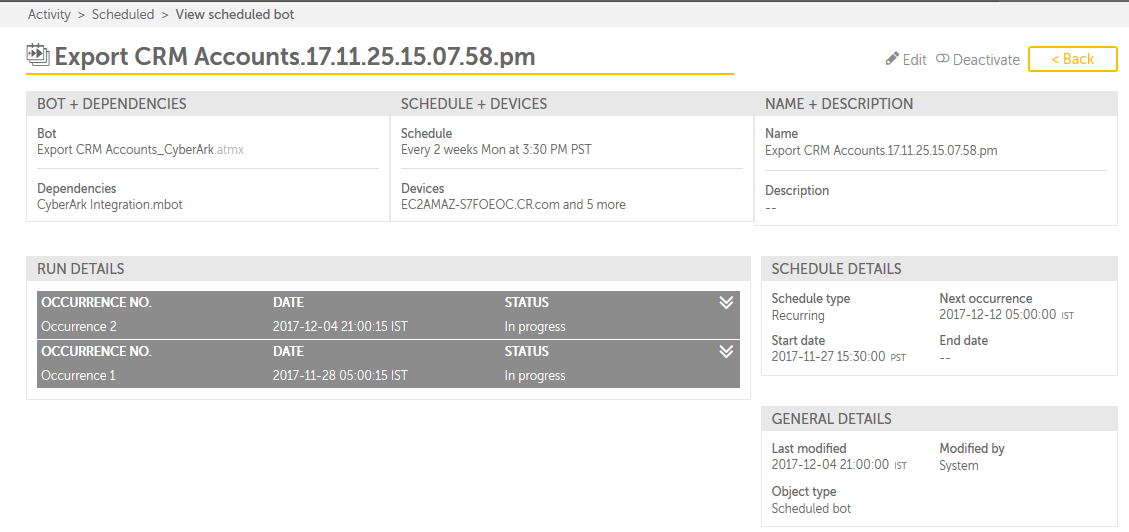 Activity > Scheduled > View scheduled bot
Export CRM Accounts.17.11.25.15.07.58.pm
Edit
Deactivate
< Back
BOT + DEPENDENCIES
Bot
Export CRM Accounts_CyberArk.atmx
Dependencies
CyberArk Integration.mbot
SCHEDULE + DEVICES
Schedule
Every 2 weeks Mon at 3:30 PM PST
Devices
EC2AMAZ-S7FOEOC.CR.com and 5 more
NAME + DESCRIPTION
Name
Export CRM Accounts.17.11.25.15.07.58.pm
Description
--
RUN DETAILS
OCCURRENCE NO. DATE STATUS
Occurrence 2 2017-12-04 21:00:15 IST In progress
OCCURRENCE NO. DATE STATUS
Occurrence 1 2017-11-28 05:00:15 IST In progress
SCHEDULE DETAILS
Schedule type
Recurring
Next occurrence
2017-12-12 05:00:00 IST
Start date
2017-11-27 15:30:00 PST
End date
--
GENERAL DETAILS
Last modified
2017-12-04 21:00:00 IST
Modified by
System
Object type
Scheduled bot